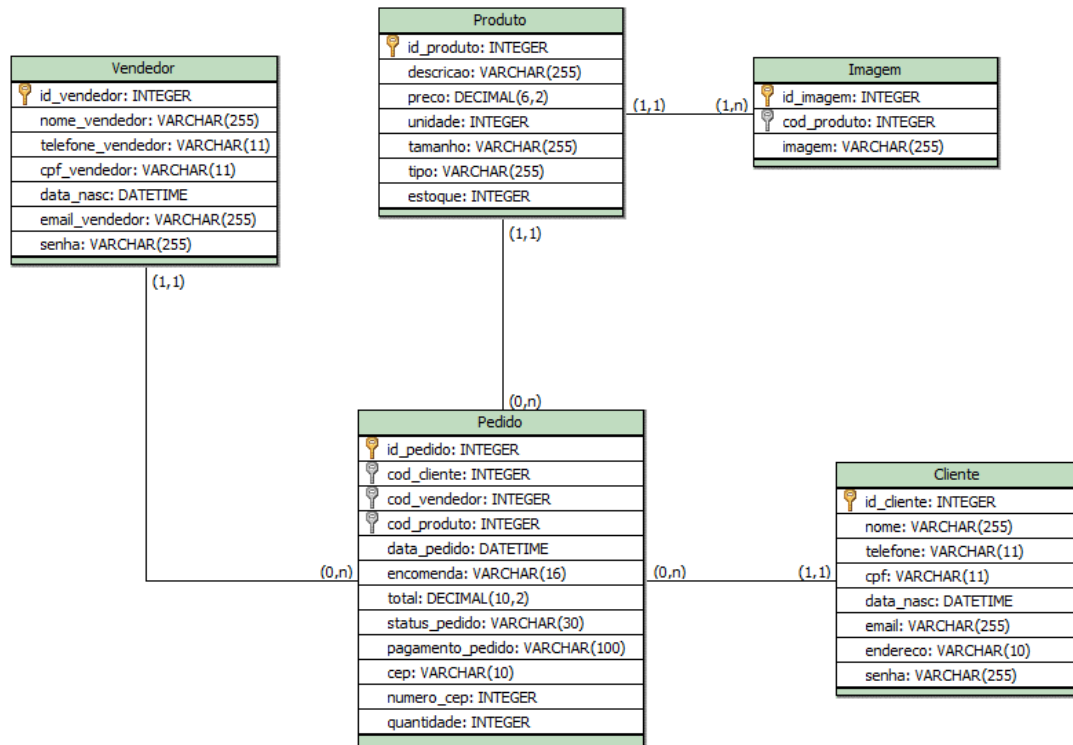 Vendedor
id_vendedor: INTEGER
nome_vendedor: VARCHAR(255)
telefone_vendedor: VARCHAR(11)
cpf_vendedor: VARCHAR(11)
data_nasc: DATETIME
email_vendedor: VARCHAR(255)
senha: VARCHAR(255)
(1,1)
Produto
id_produto: INTEGER
descricao: VARCHAR(255)
preco: DECIMAL(6,2)
unidade: INTEGER
tamanho: VARCHAR(255)
tipo: VARCHAR(255)
estoque: INTEGER
(1,1)
(1,n)
(1,1)
Imagem
id_imagem: INTEGER
cod_produto: INTEGER
imagem: VARCHAR(255)
(0,n)
Pedido
id_pedido: INTEGER
cod_cliente: INTEGER
cod_vendedor: INTEGER
cod_produto: INTEGER
data_pedido: DATETIME
encomenda: VARCHAR(16)
total: DECIMAL(10,2)
status_pedido: VARCHAR(30)
pagamento_pedido: VARCHAR(100)
cep: VARCHAR(10)
numero_cep: INTEGER
quantidade: INTEGER
(0,n)
(0,n)
(1,1)
Cliente
id_cliente: INTEGER
nome: VARCHAR(255)
telefone: VARCHAR(11)
cpf: VARCHAR(11)
data_nasc: DATETIME
email: VARCHAR(255)
endereco: VARCHAR(10)
senha: VARCHAR(255)